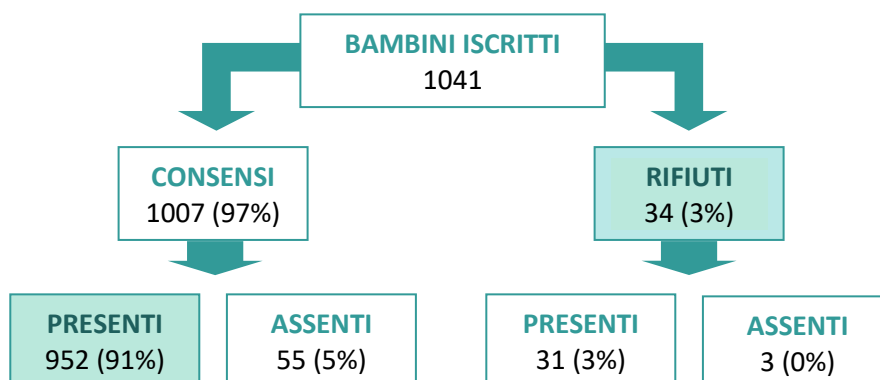 BAMBINI ISCRITTI
1041
CONSENSI
1007 (97%)
RIFIUTI
34 (3%)
PRESENTI
952 (91%)
ASSENTI
55 (5%)
PRESENTI
31 (3%)
ASSENTI
3 (0%)